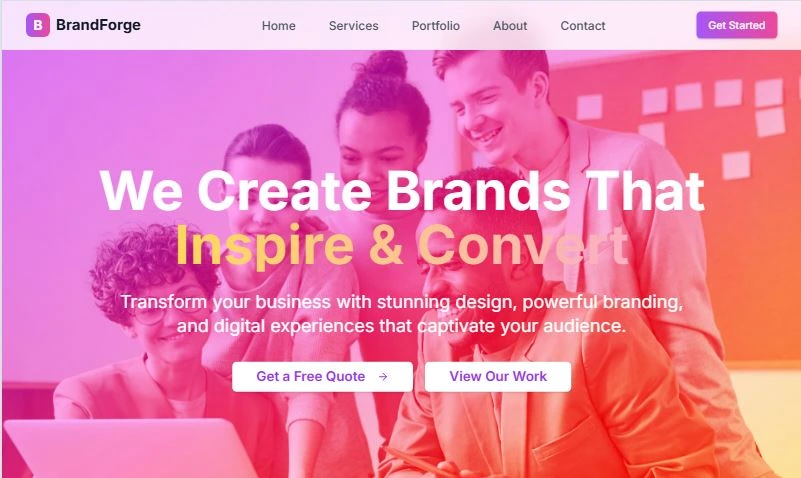 B BrandForge
Home Services Portfolio About Contact
Get Started
We Create Brands That
Inspire & Convert
Transform your business with stunning design, powerful branding,
and digital experiences that captivate your audience.
Get a Free Quote →
View Our Work